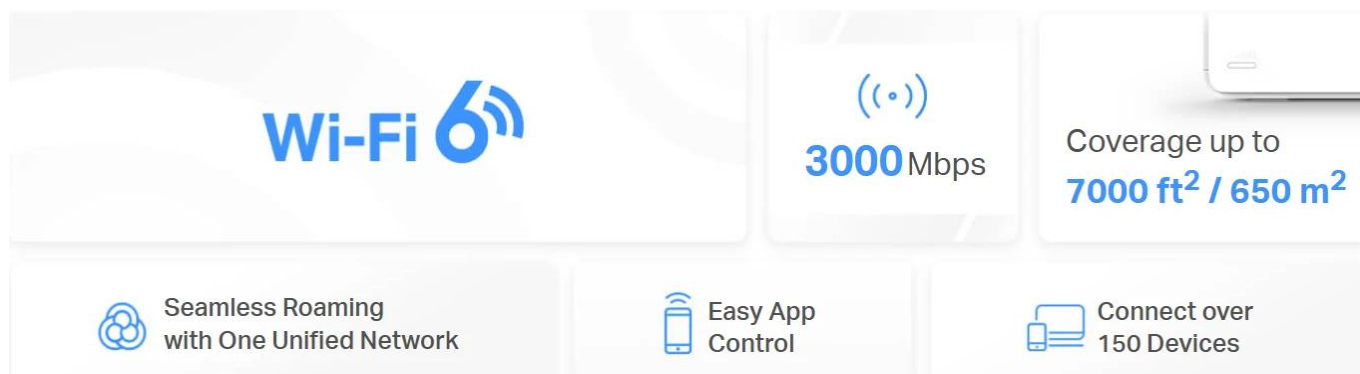 Wi-Fi 6
3000 Mbps
Coverage up to
7000 ft² / 650 m²
Seamless Roaming
with One Unified Network
Easy App
Control
Connect over
150 Devices